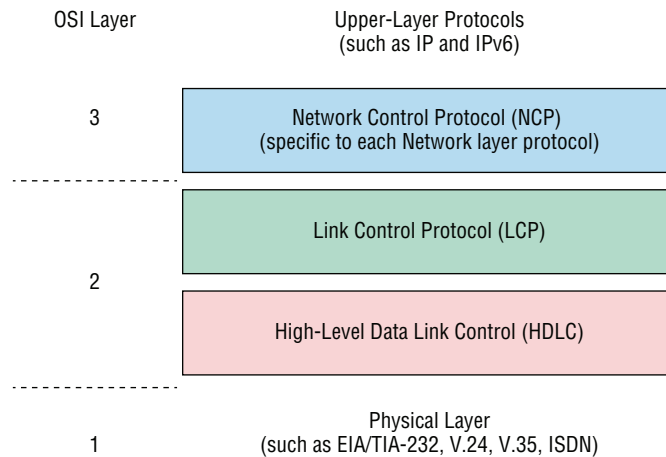 OSI Layer
Upper-Layer Protocols
(such as IP and IPv6)
3
Network Control Protocol (NCP)
(specific to each Network layer protocol)
Link Control Protocol (LCP)
2
High-Level Data Link Control (HDLC)
Physical Layer
1
(such as EIA/TIA-232, V.24, V.35, ISDN)